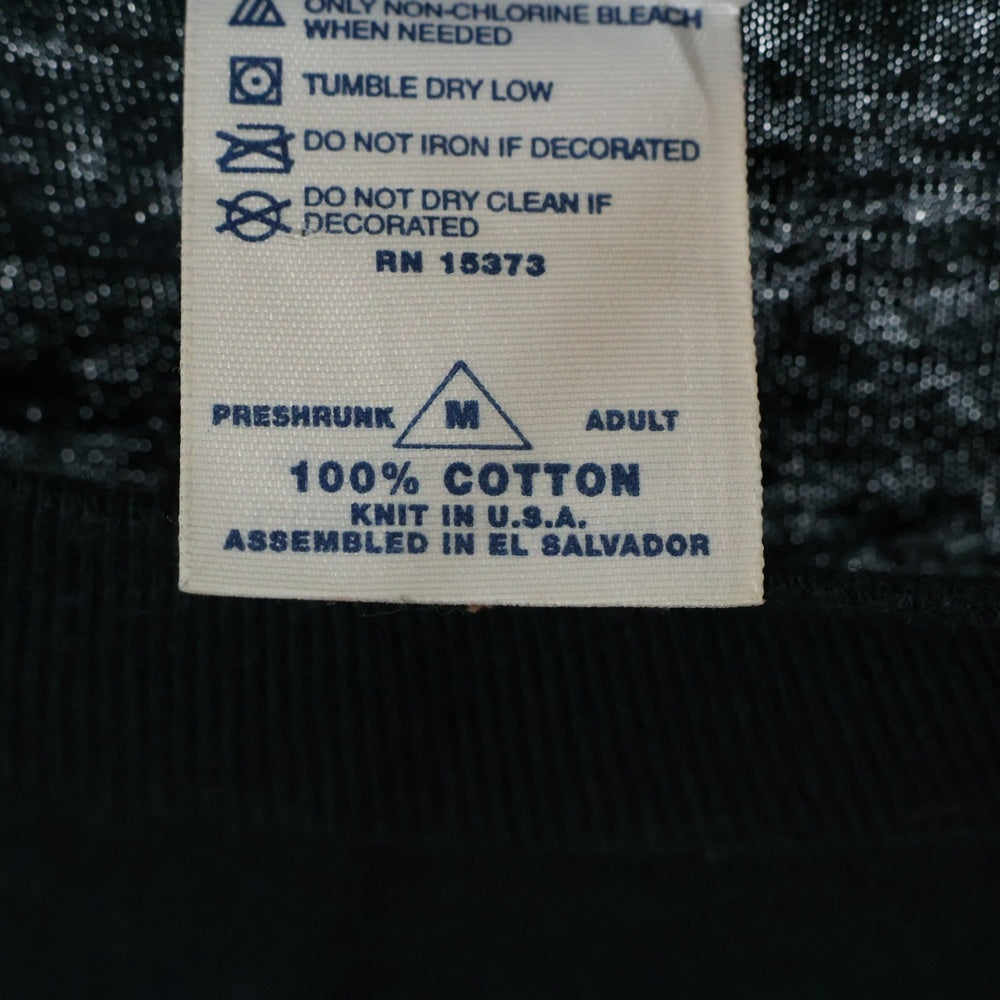 ONLY NON-CHLORINE BLEACH
WHEN NEEDED
TUMBLE DRY LOW
DO NOT IRON IF DECORATED
DO NOT DRY CLEAN IF
DECORATED
RN 15373
PRESHRUNK M ADULT
100% COTTON
KNIT IN U.S.A.
ASSEMBLED IN EL SALVADOR